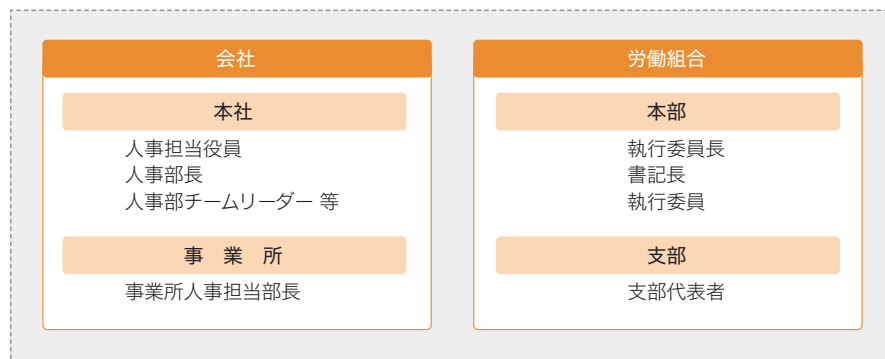 会社
本社
人事担当役員
人事部長
人事部チームリーダー 等
事　業　所
事業所人事担当部長
労働組合
本部
執行委員長
書記長
執行委員
支部
支部代表者